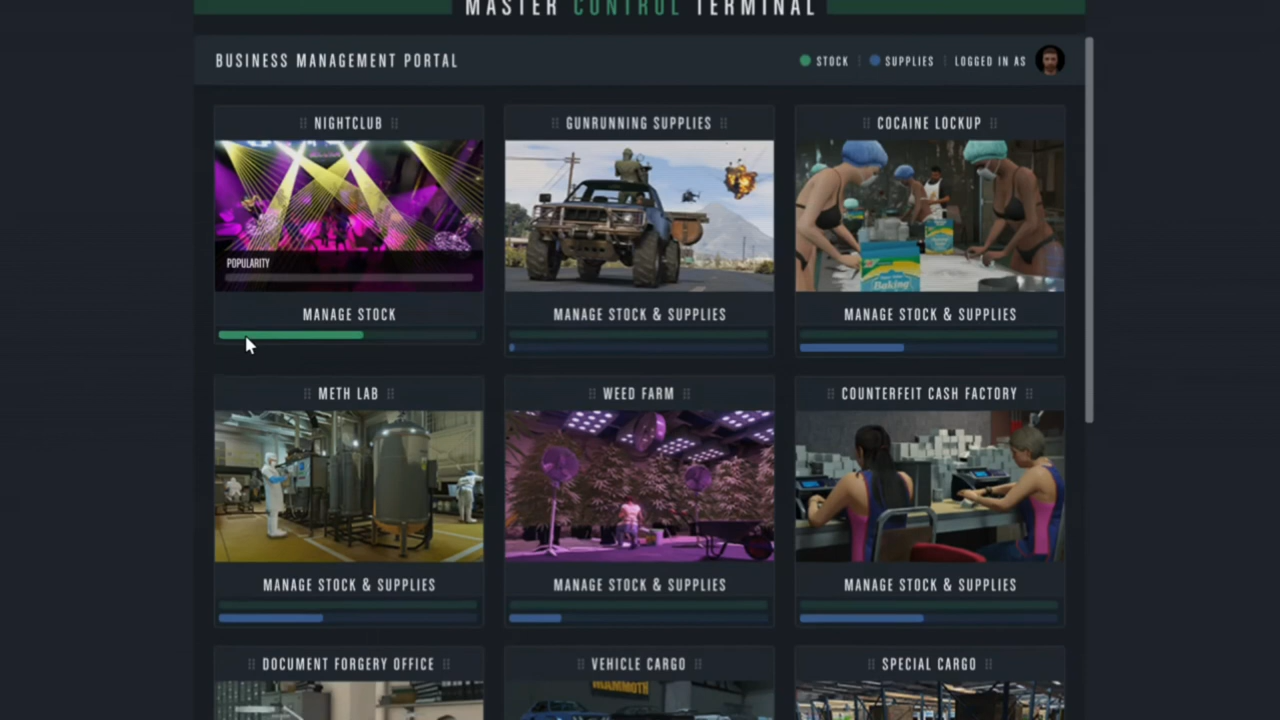 MASTER CONTROL TERMINAL
BUSINESS MANAGEMENT PORTAL
STOCK | SUPPLIES | LOGGED IN AS
NIGHTCLUB
GUNRUNNING SUPPLIES
COCAINE LOCKUP
POPULARITY
Baking
MANAGE STOCK
MANAGE STOCK & SUPPLIES
MANAGE STOCK & SUPPLIES
METH LAB
WEED FARM
COUNTERFEIT CASH FACTORY
MANAGE STOCK & SUPPLIES
MANAGE STOCK & SUPPLIES
MANAGE STOCK & SUPPLIES
DOCUMENT FORGERY OFFICE
VEHICLE CARGO
SPECIAL CARGO
MAMMOTH